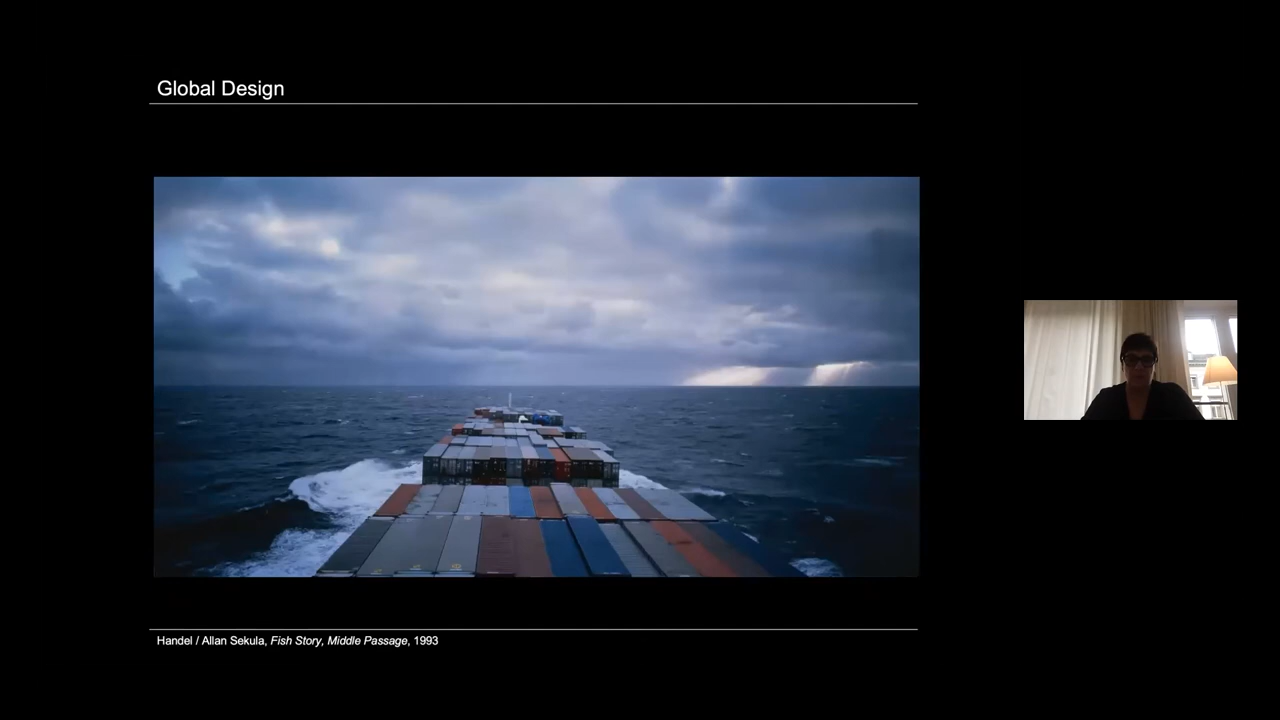 Global Design
Handel / Allan Sekula, Fish Story, Middle Passage, 1993